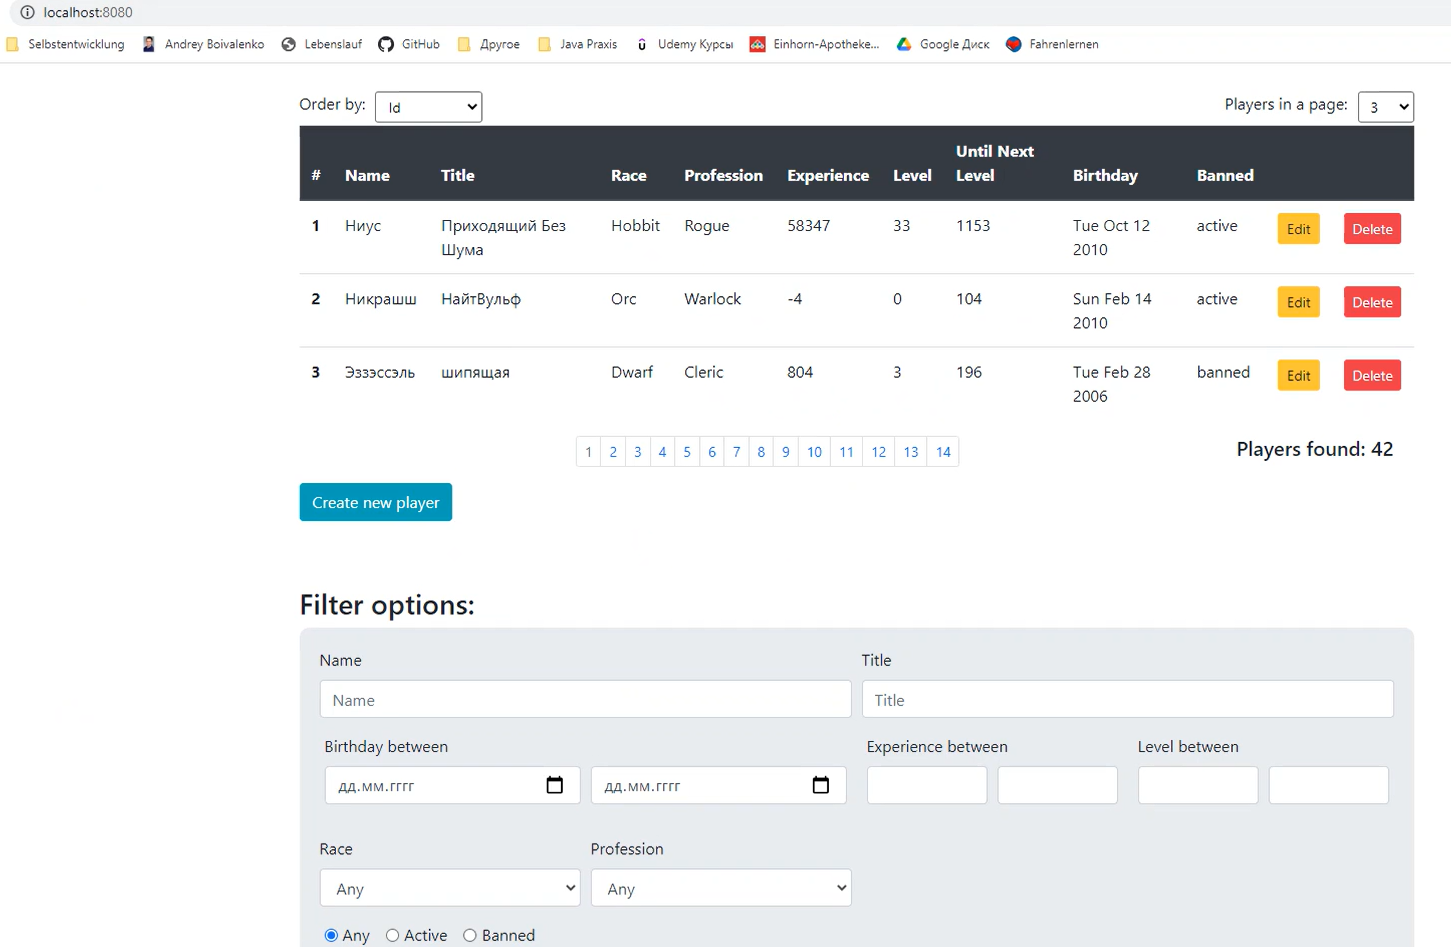 localhost:8080
Selbstentwicklung Andrey Boivalenko Lebenslauf GitHub Другое Java Praxis Udemy Курсы Einhorn-Apotheke... Google Диск Fahrenlernen
Order by: Id Players in a page: 3
# Name Title Race Profession Experience Level Until Next Level Birthday Banned
1 Ниус Приходящий Без Hobbit Rogue 58347 33 1153 Tue Oct 12 active Edit Delete
Шума 2010
2 Никрашш НайтВульф Orc Warlock -4 0 104 Sun Feb 14 active Edit Delete
2010
3 Эззэссэль шипящая Dwarf Cleric 804 3 196 Tue Feb 28 banned Edit Delete
2006
1 2 3 4 5 6 7 8 9 10 11 12 13 14 Players found: 42
Create new player
Filter options:
Name Title
Name Title
Birthday between Experience between Level between
дд.мм.гггг дд.мм.гггг
Race Profession
Any Any
Any Active Banned